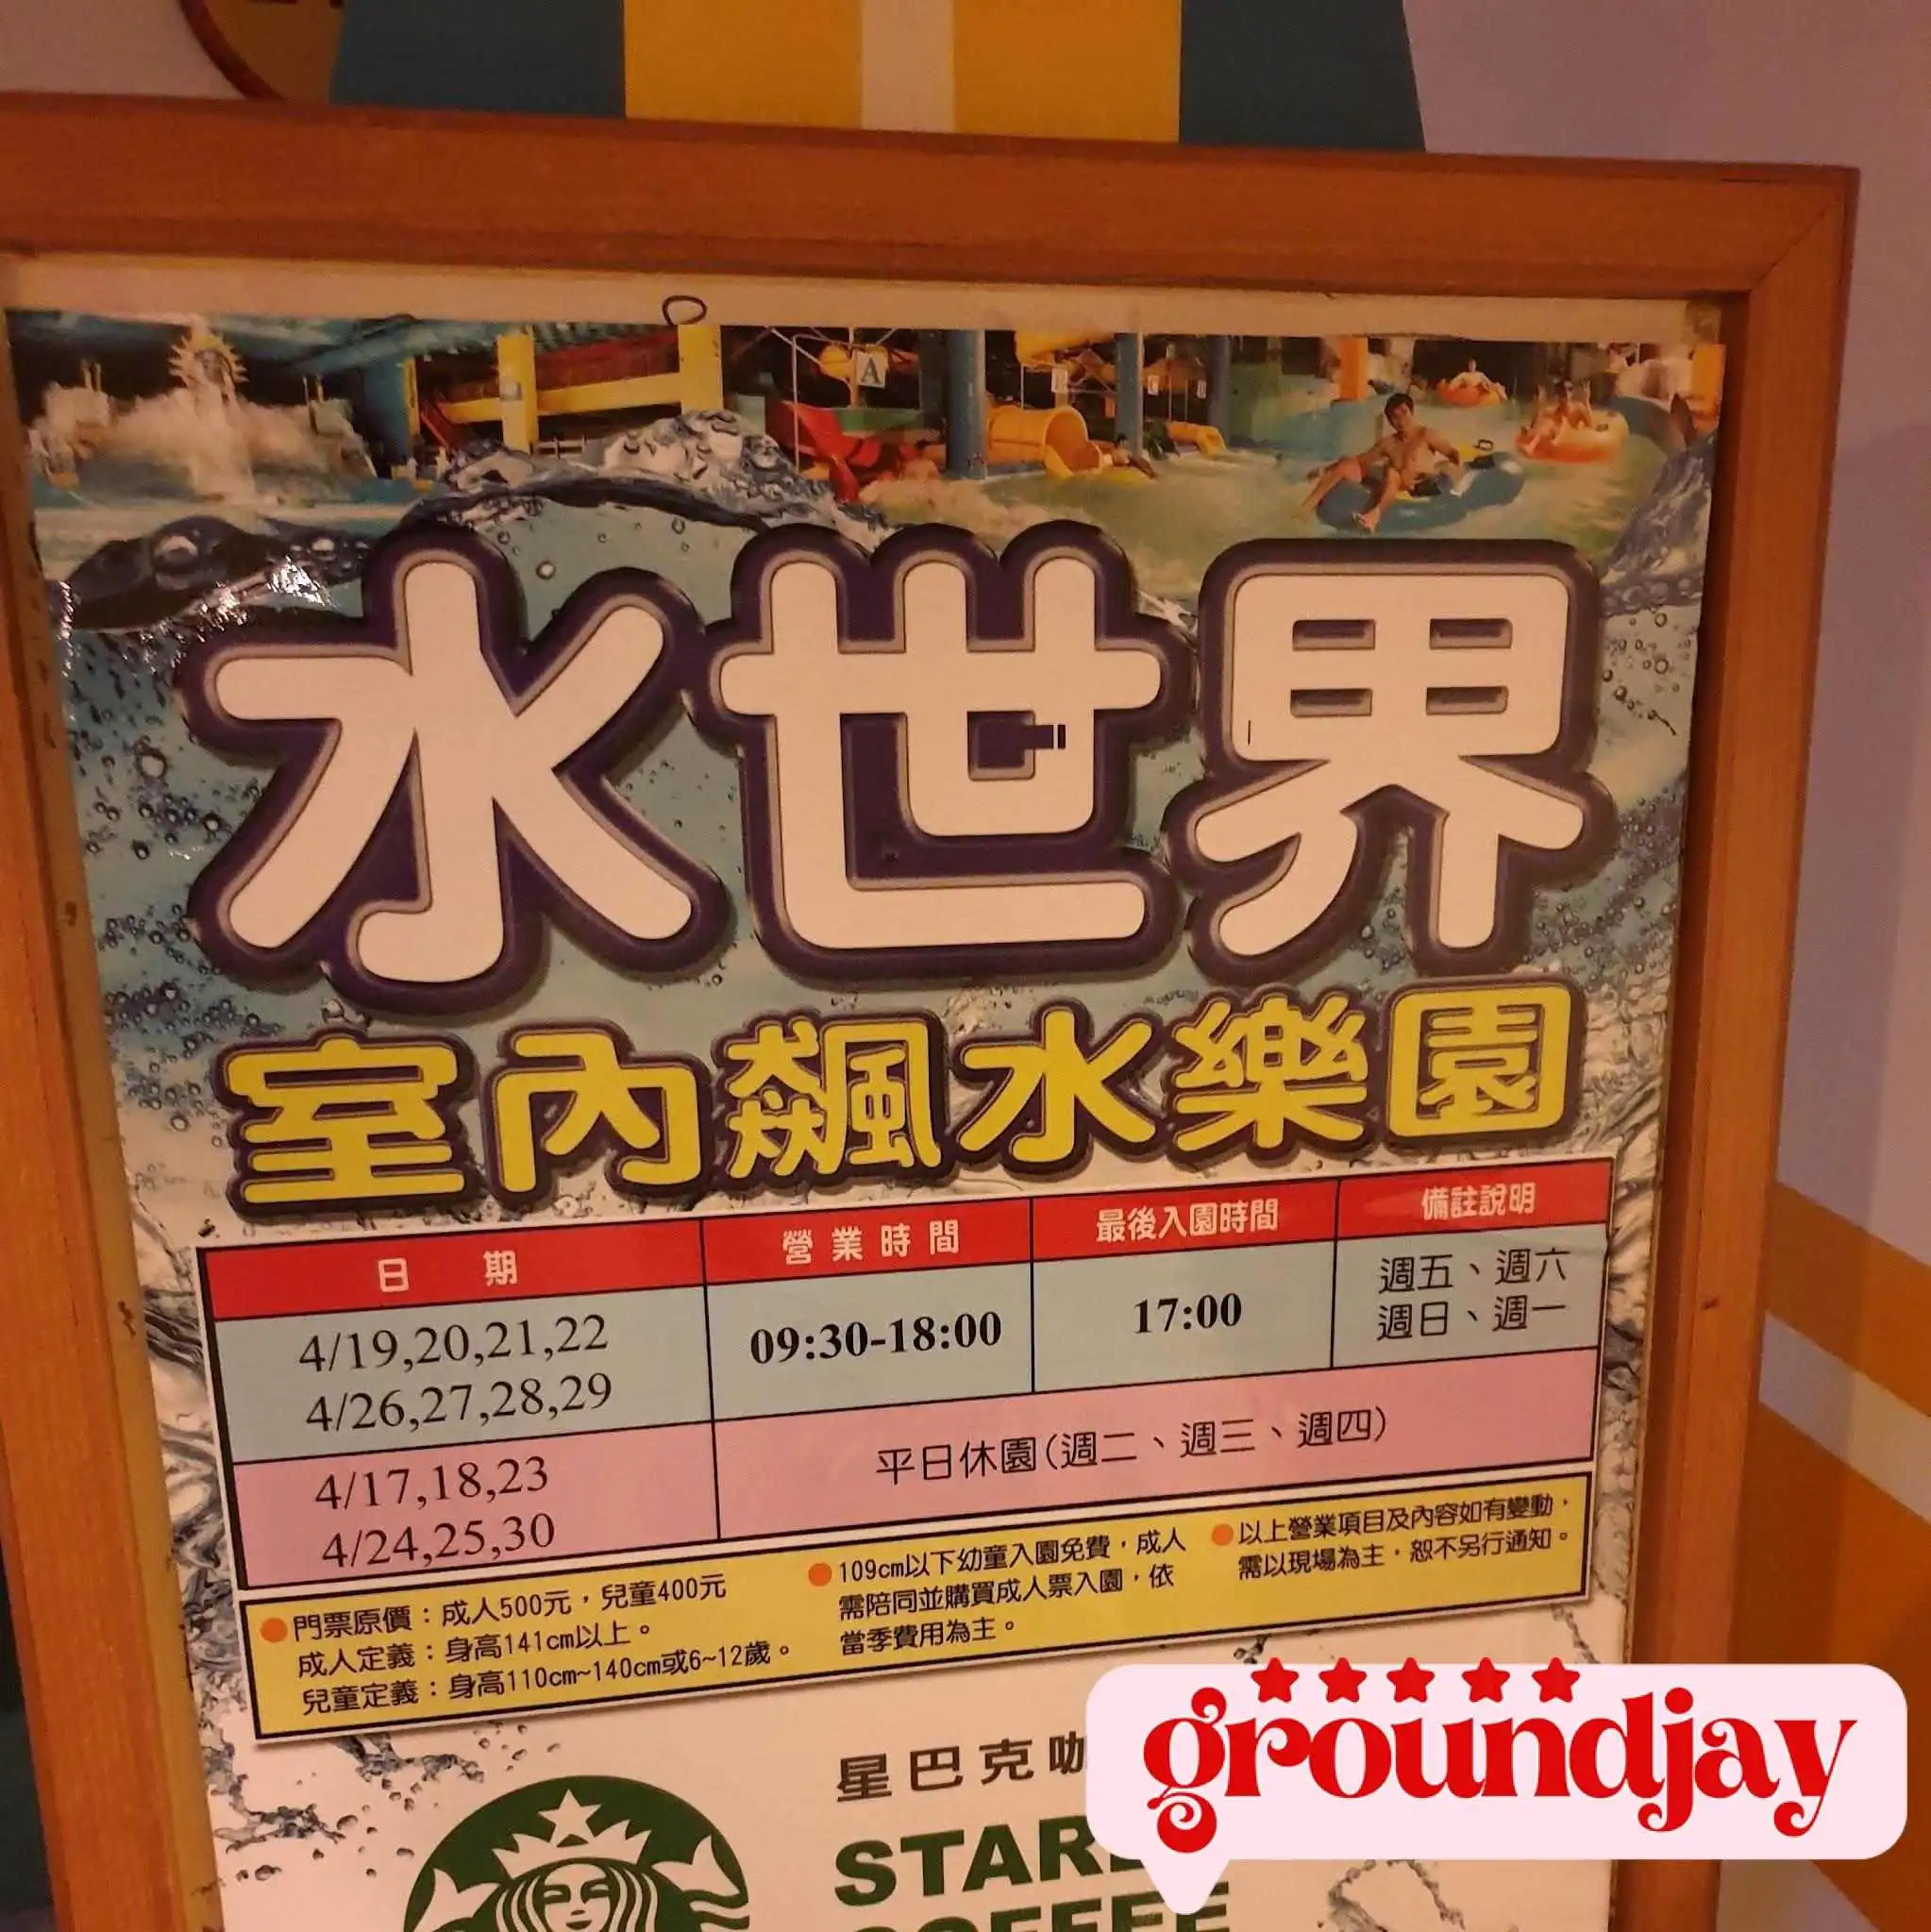 A
水世界
室內飆水樂園
日期 營業時間 最後入園時間 備註說明
4/19,20,21,22
4/26,27,28,29
09:30-18:00
17:00
週五、週六
週日、週一
4/17,18,23
4/24,25,30
平日休園(週二、週三、週四)
門票原價：成人500元，兒童400元
成人定義：身高141cm以上。
兒童定義：身高110cm~140cm或6~12歲。
109cm以下幼童入園免費，成人
需陪同並購買成人票入園，依
當季費用為主。
以上營業項目及內容如有變動，
需以現場為主，恕不另行通知。
星巴克咖
STAR
COFFEE
groundjay